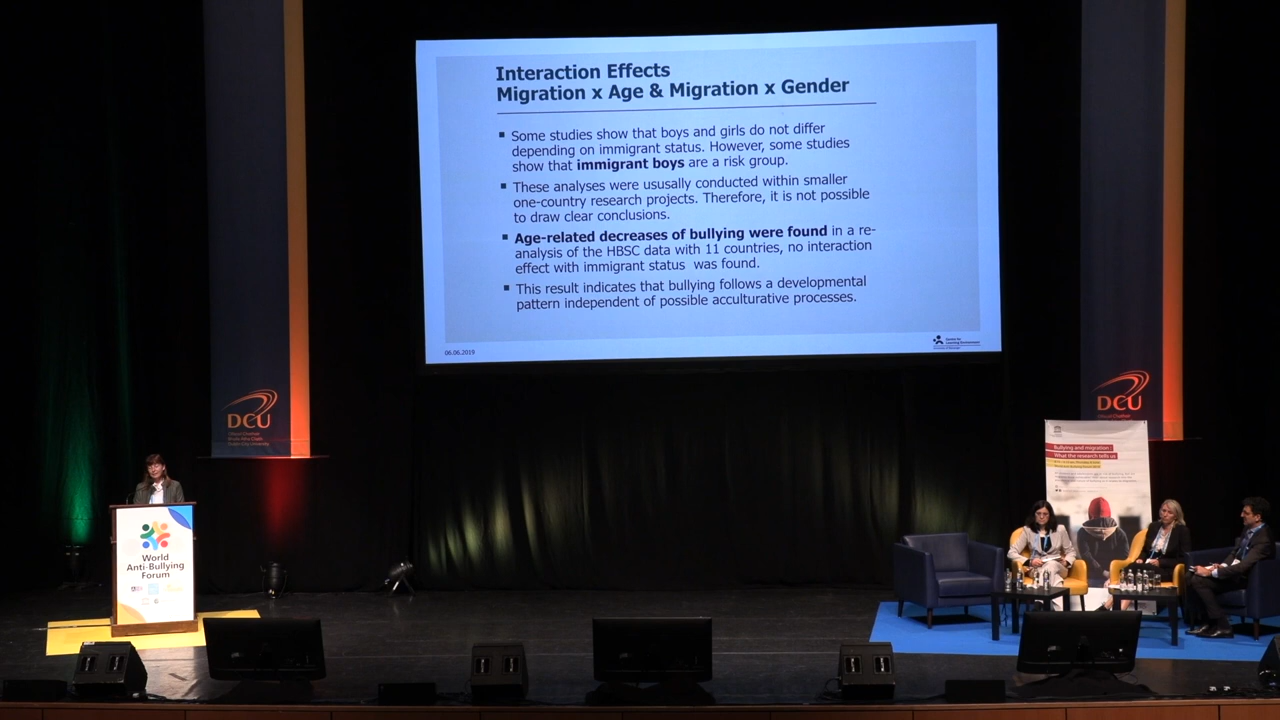 Interaction Effects
Migration x Age & Migration x Gender
▪ Some studies show that boys and girls do not differ
depending on immigrant status. However, some studies
show that immigrant boys are a risk group.
▪ These analyses were ususally conducted within smaller
one-country research projects. Therefore, it is not possible
to draw clear conclusions.
▪ Age-related decreases of bullying were found in a re-
analysis of the HBSC data with 11 countries, no interaction
effect with immigrant status was found.
▪ This result indicates that bullying follows a developmental
pattern independent of possible acculturative processes.
06.06.2019
Centre for
Learning Environment
DCU
DCU
Bullying and migration :
What the research tells us
World
Anti-Bullying
Forum